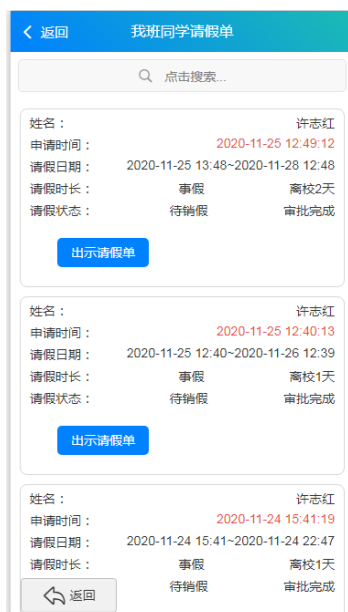 返回 我班同学请假单
点击搜索...
姓名： 许志红
申请时间： 2020-11-25 12:49:12
请假日期： 2020-11-25 13:48~2020-11-28 12:48
请假时长： 事假 离校2天
请假状态： 待销假 审批完成
出示请假单
姓名： 许志红
申请时间： 2020-11-25 12:40:13
请假日期： 2020-11-25 12:40~2020-11-26 12:39
请假时长： 事假 离校1天
请假状态： 待销假 审批完成
出示请假单
姓名： 许志红
申请时间： 2020-11-24 15:41:19
请假日期： 2020-11-24 15:41~2020-11-24 22:47
请假时长： 事假 离校1天
返回 待销假 审批完成